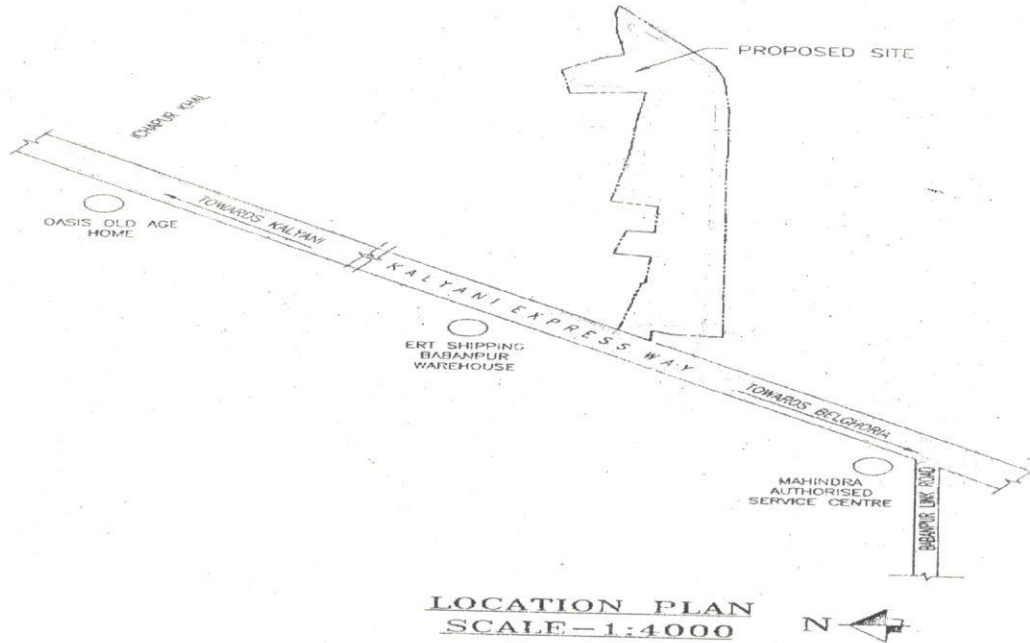 PROPOSED SITE
ICHAPUR KHAL
OASIS OLD AGE
HOME
TOWARDS KALYANI
KALYANI EXPRESS WAY
ERT SHIPPING
BABANPUR
WAREHOUSE
TOWARDS BELGHORIA
MAHINDRA
AUTHORISED
SERVICE CENTRE
BABANPUR LINK ROAD
LOCATION PLAN
SCALE-1:4000
N